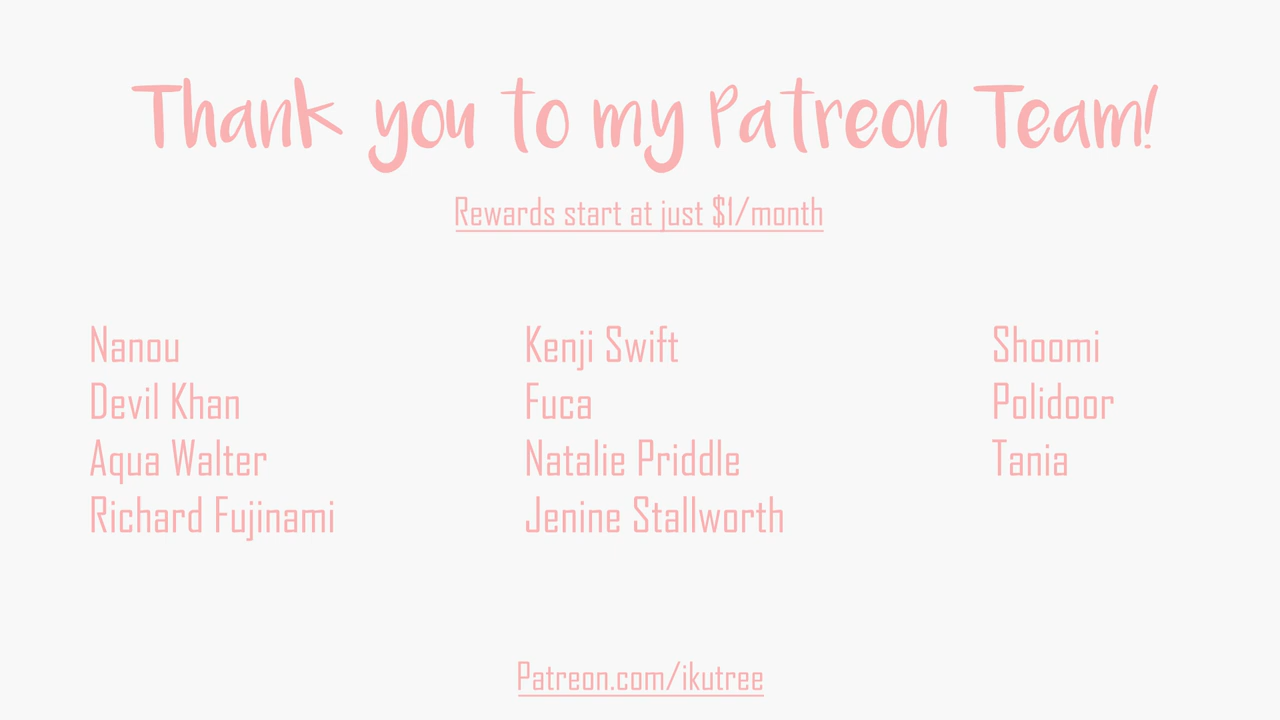 Thank you to my Patreon Team!
Rewards start at just $1/month
Nanou
Devil Khan
Aqua Walter
Richard Fujinami
Kenji Swift
Fuca
Natalie Priddle
Jenine Stallworth
Shoomi
Polidoor
Tania
Patreon.com/ikutree